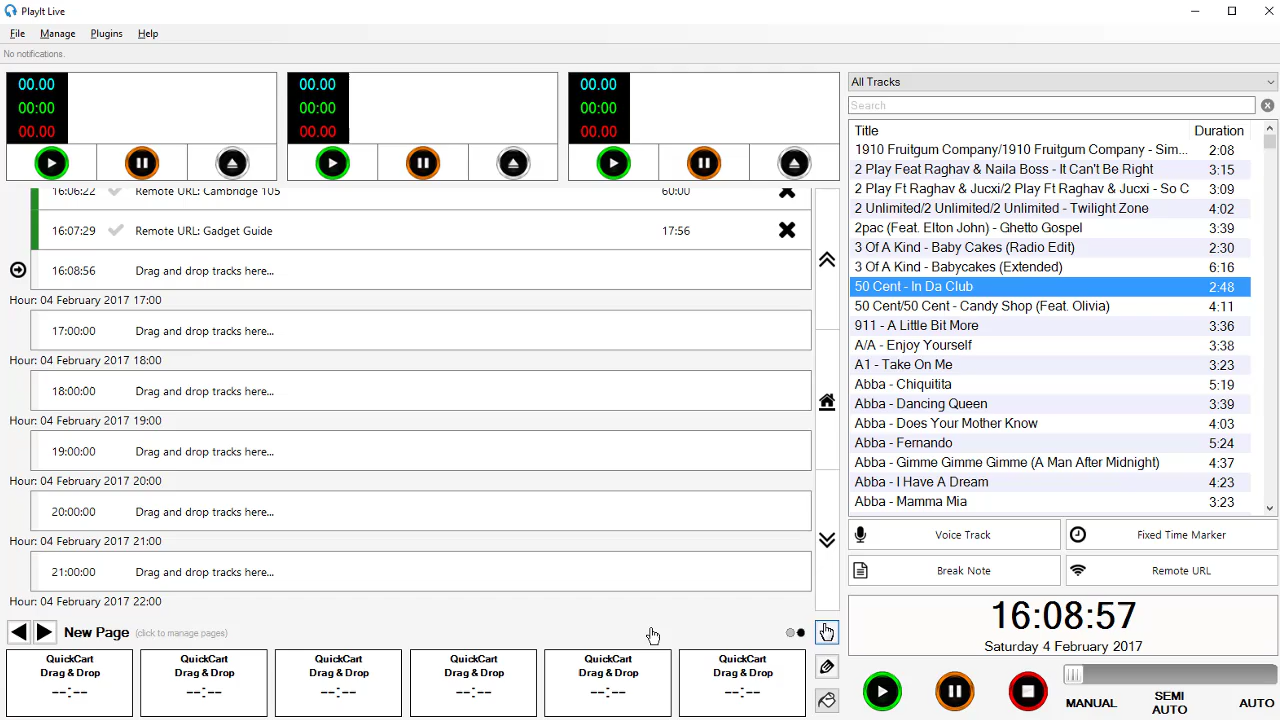 PlayIt Live
File Manage Plugins Help
No notifications.
00.00
00:00
00.00
00.00
00:00
00.00
00.00
00:00
00.00
16:06:22 Remote URL: Cambridge 105 60:00
16:07:29 Remote URL: Gadget Guide 17:56
16:08:56 Drag and drop tracks here...
Hour: 04 February 2017 17:00
17:00:00 Drag and drop tracks here...
Hour: 04 February 2017 18:00
18:00:00 Drag and drop tracks here...
Hour: 04 February 2017 19:00
19:00:00 Drag and drop tracks here...
Hour: 04 February 2017 20:00
20:00:00 Drag and drop tracks here...
Hour: 04 February 2017 21:00
21:00:00 Drag and drop tracks here...
Hour: 04 February 2017 22:00
New Page (click to manage pages)
QuickCart
Drag & Drop
--:--
QuickCart
Drag & Drop
--:--
QuickCart
Drag & Drop
--:--
QuickCart
Drag & Drop
--:--
QuickCart
Drag & Drop
--:--
QuickCart
Drag & Drop
--:--
All Tracks
Search
Title Duration
1910 Fruitgum Company/1910 Fruitgum Company - Sim... 2:08
2 Play Feat Raghav & Naila Boss - It Can't Be Right 3:15
2 Play Ft Raghav & Jucxi/2 Play Ft Raghav & Jucxi - So C 3:09
2 Unlimited/2 Unlimited/2 Unlimited - Twilight Zone 4:02
2pac (Feat. Elton John) - Ghetto Gospel 3:39
3 Of A Kind - Baby Cakes (Radio Edit) 2:30
3 Of A Kind - Babycakes (Extended) 6:16
50 Cent - In Da Club 2:48
50 Cent/50 Cent - Candy Shop (Feat. Olivia) 4:11
911 - A Little Bit More 3:36
A/A - Enjoy Yourself 3:38
A1 - Take On Me 3:23
Abba - Chiquitita 5:19
Abba - Dancing Queen 3:39
Abba - Does Your Mother Know 4:03
Abba - Fernando 5:24
Abba - Gimme Gimme Gimme (A Man After Midnight) 4:37
Abba - I Have A Dream 4:23
Abba - Mamma Mia 3:23
Voice Track Fixed Time Marker
Break Note Remote URL
16:08:57
Saturday 4 February 2017
MANUAL SEMI AUTO AUTO